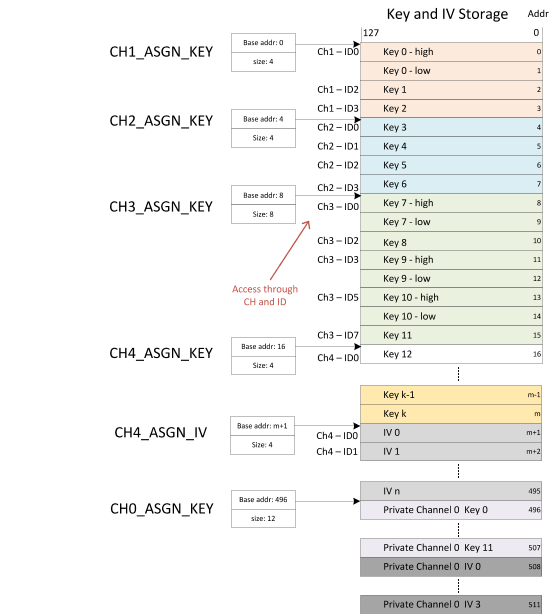 Key and IV Storage Addr
127 0
CH1_ASGN_KEY Base addr: 0 Ch1 – ID0 Key 0 - high 0
size: 4 Key 0 - low 1
Ch1 – ID2 Key 1 2
Ch1 – ID3 Key 2 3
CH2_ASGN_KEY Base addr: 4 Ch2 – ID0 Key 3 4
Size: 4 Ch2 – ID1 Key 4 5
Ch2 – ID2 Key 5 6
Ch2 – ID3 Key 6 7
CH3_ASGN_KEY Base addr: 8 Ch3 – ID0 Key 7 - high 8
Size: 8 Key 7 - low 9
Ch3 – ID2 Key 8 10
Ch3 – ID3 Key 9 - high 11
Key 9 - low 12
Access through
CH and ID
Ch3 – ID5 Key 10 - high 13
Key 10 - low 14
Ch3 – ID7 Key 11 15
CH4_ASGN_KEY Base addr: 16 Ch4 – ID0 Key 12 16
Size: 4
Key k-1 m-1
Key k m
CH4_ASGN_IV Base addr: m+1 Ch4 – ID0 IV 0 m+1
Size: 4 Ch4 – ID1 IV 1 m+2
IV n 495
CH0_ASGN_KEY Base addr: 496 Private Channel 0 Key 0 496
size: 12
Private Channel 0 Key 11 507
Private Channel 0 IV 0 508
Private Channel 0 IV 3 511